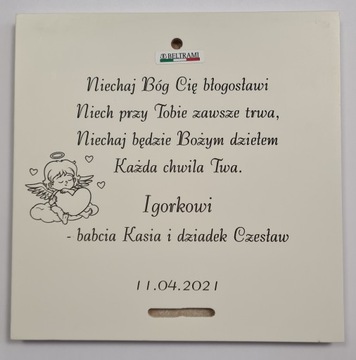 BELTRAMI
Niechaj Bóg Cię błogosławi
Niech przy Tobie zawsze trwa,
Niechaj będzie Bożym dziełem
Każda chwila Twa.
Igorkowi
- babcia Kasia i dziadek Czesław
11.04.2021